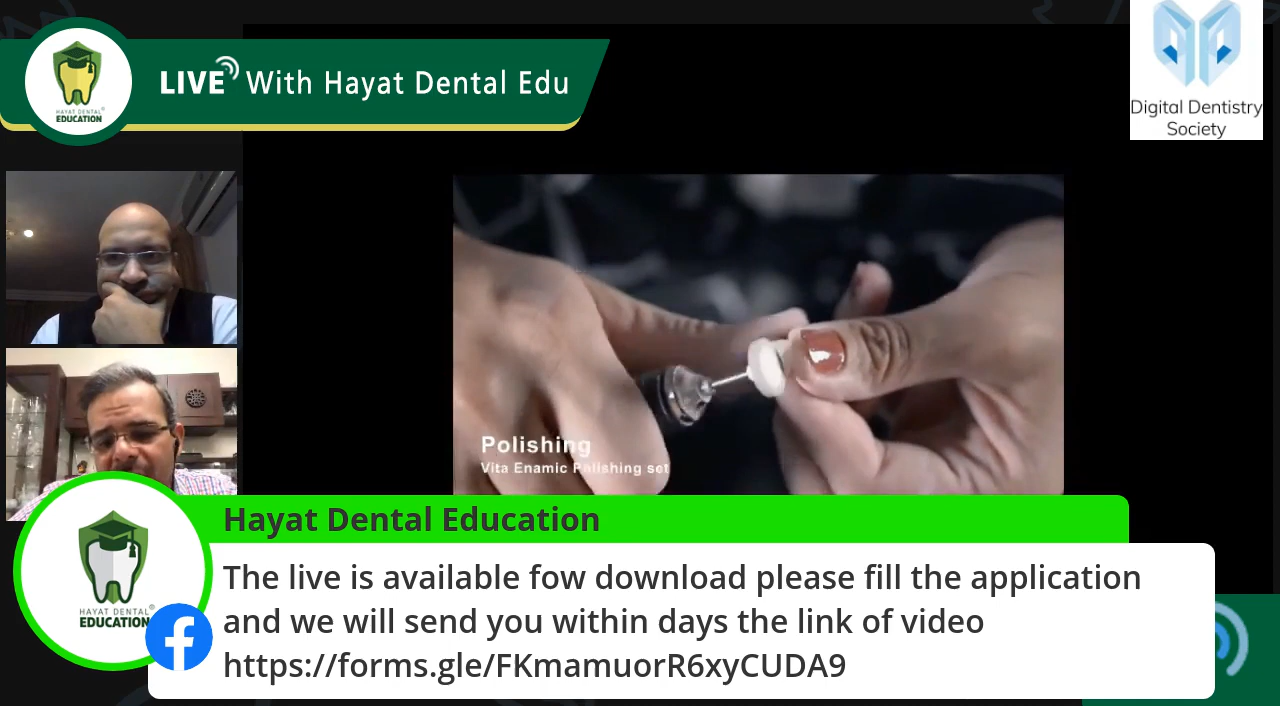 LIVE With Hayat Dental Edu
HAYAT DENTAL®
EDUCATION
Digital Dentistry
Society
Polishing
Vita Enamic Polishing set
Hayat Dental Education
The live is available fow download please fill the application
and we will send you within days the link of video
https://forms.gle/FKmamuorR6xyCUDA9
HAYAT DENTAL®
EDUCATION